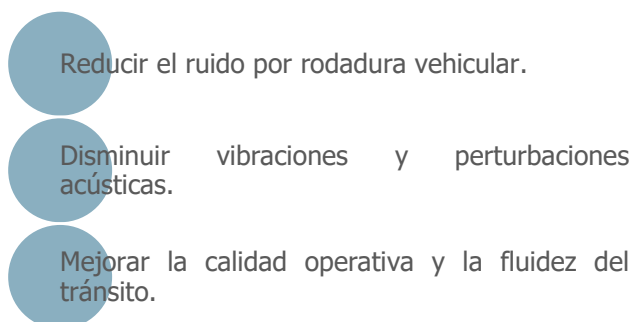 Reducir el ruido por rodadura vehicular.
Disminuir vibraciones y perturbaciones
acústicas.
Mejorar la calidad operativa y la fluidez del
tránsito.